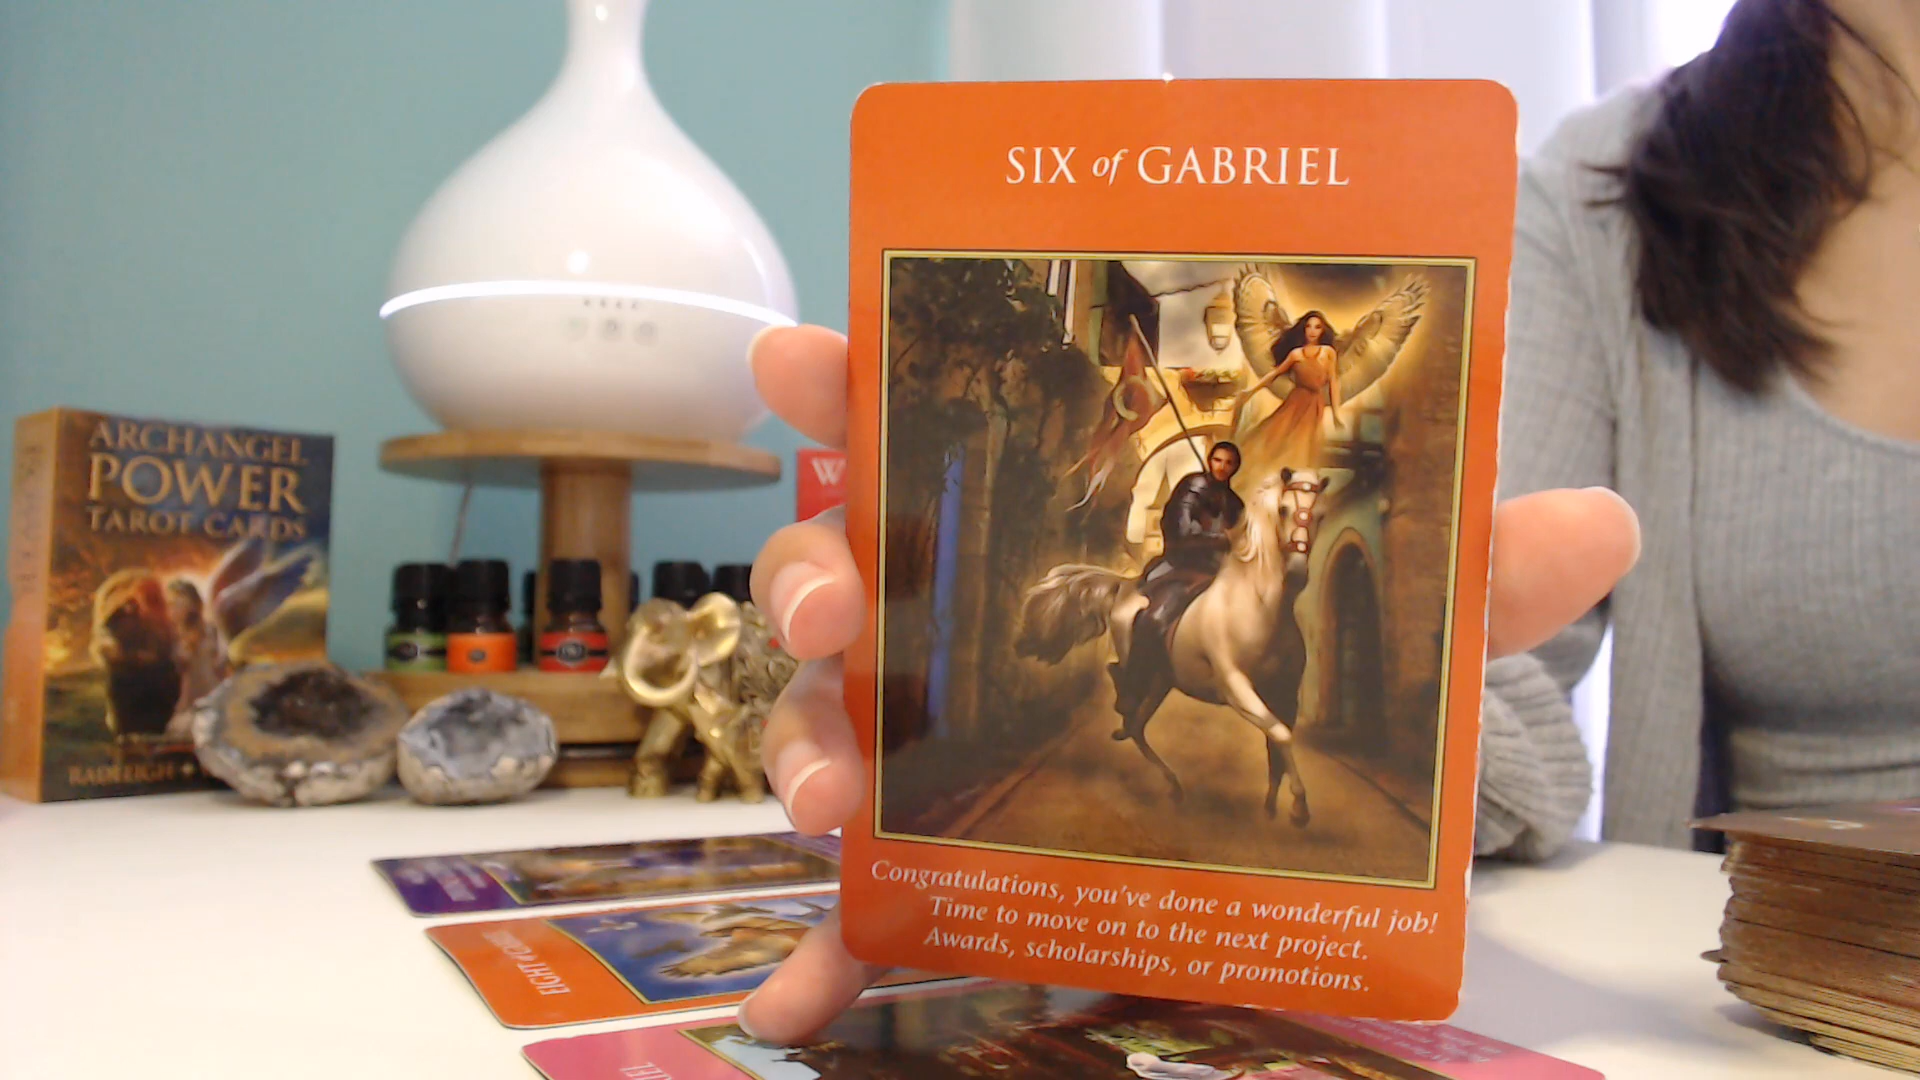 SIX of GABRIEL
Congratulations, you've done a wonderful job!
Time to move on to the next project.
Awards, scholarships, or promotions.
ARCHANGEL
POWER
TAROT CARDS
RADLEIGH
W
EIGHT of